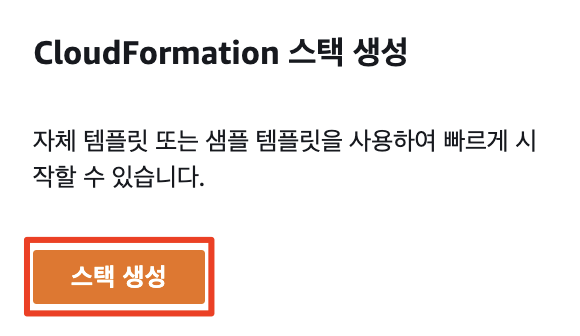 CloudFormation 스택 생성
자체 템플릿 또는 샘플 템플릿을 사용하여 빠르게 시
작할 수 있습니다.
스택 생성